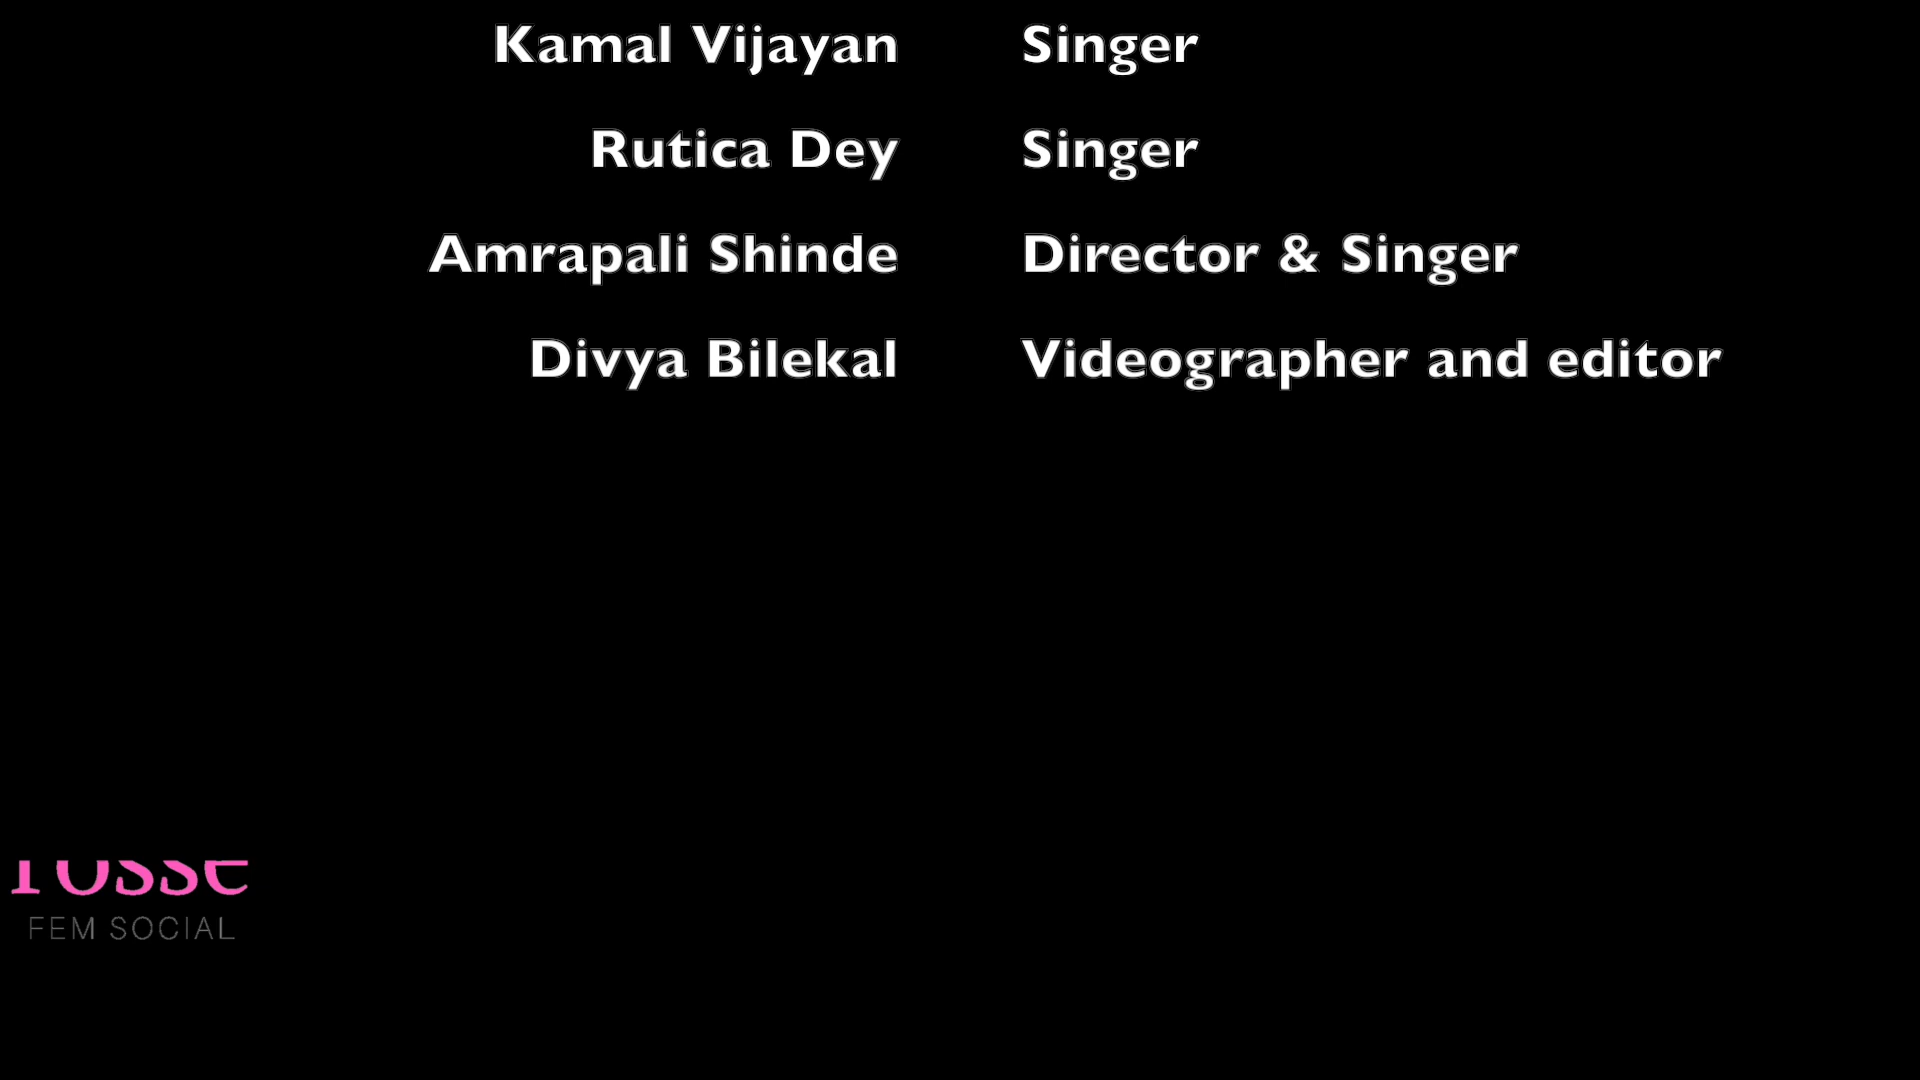 Kamal Vijayan Singer
Rutica Dey Singer
Amrapali Shinde Director & Singer
Divya Bilekal Videographer and editor
FEM SOCIAL